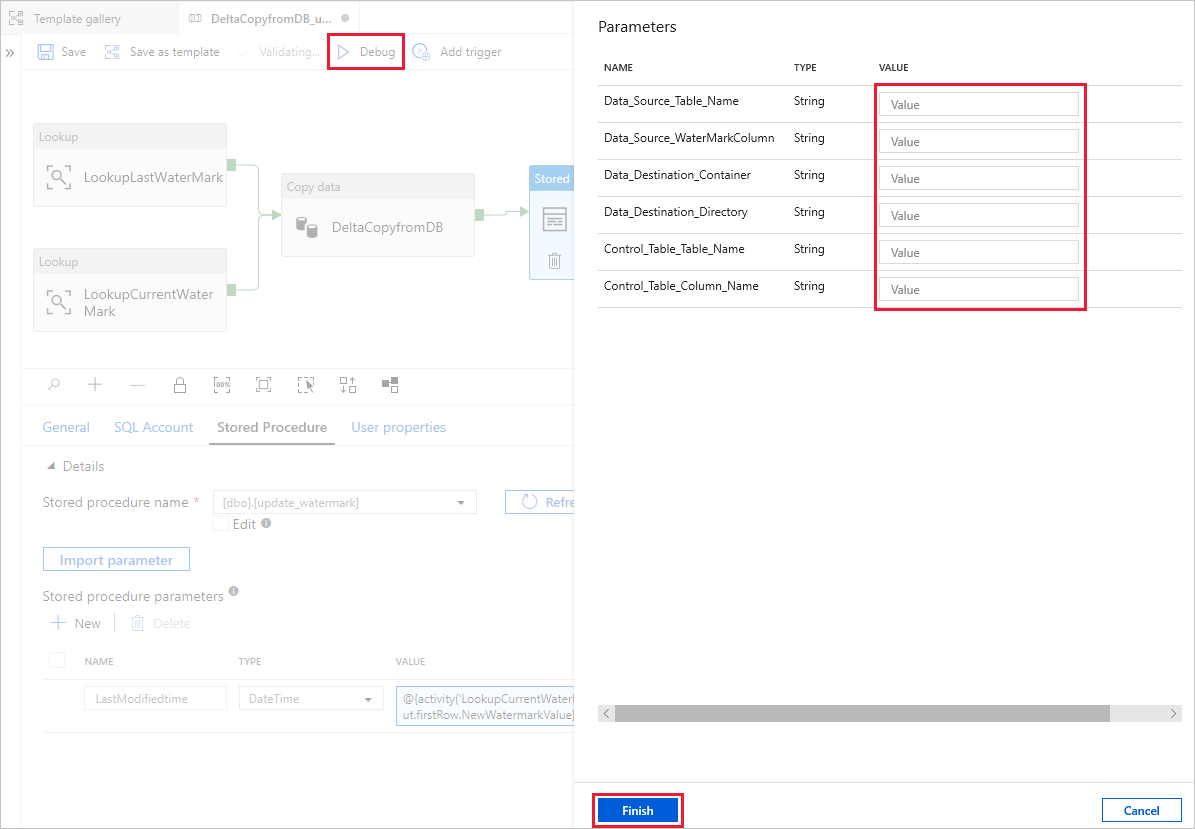 Template gallery
DeltaCopyfromDB_u...
Save
Save as template
Validating...
Debug
Add trigger
Lookup
LookupLastWaterMark
Lookup
LookupCurrentWater
Mark
Copy data
DeltaCopyfromDB
Stored
100%
General
SQL Account
Stored Procedure
User properties
Details
Stored procedure name *
[dbo].[update_watermark]
Refre
Edit
Import parameter
Stored procedure parameters
New
Delete
NAME TYPE VALUE
LastModifiedtime DateTime @{activity('LookupCurrentWater
ut.firstRow.NewWatermarkValue}
Parameters
NAME TYPE VALUE
Data_Source_Table_Name String Value
Data_Source_WaterMarkColumn String Value
Data_Destination_Container String Value
Data_Destination_Directory String Value
Control_Table_Table_Name String Value
Control_Table_Column_Name String Value
Finish
Cancel